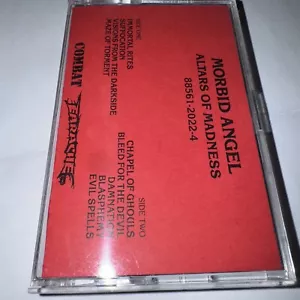 MORBID ANGEL
ALTARS OF MADNESS
88561-2022-4
SIDE ONE
IMMORTAL RITES
SUFFOCATION
VISIONS FROM THE DARKSIDE
MAZE OF TORMENT
SIDE TWO
CHAPEL OF GHOULS
BLEED FOR THE DEVIL
DAMNATION
BLASPHEMY
EVIL SPELLS
COMBAT
EARACHE